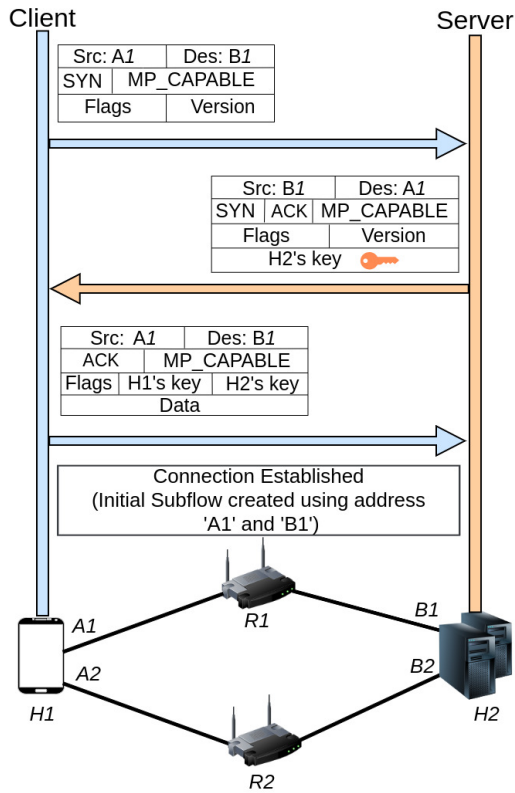 Client
Server
Src: A1 Des: B1
SYN MP_CAPABLE
Flags Version
Src: B1 Des: A1
SYN ACK MP_CAPABLE
Flags Version
H2's key
Src: A1 Des: B1
ACK MP_CAPABLE
Flags H1's key H2's key
Data
Connection Established
(Initial Subflow created using address
'A1' and 'B1')
A1
R1
B1
A2
B2
H1
H2
R2